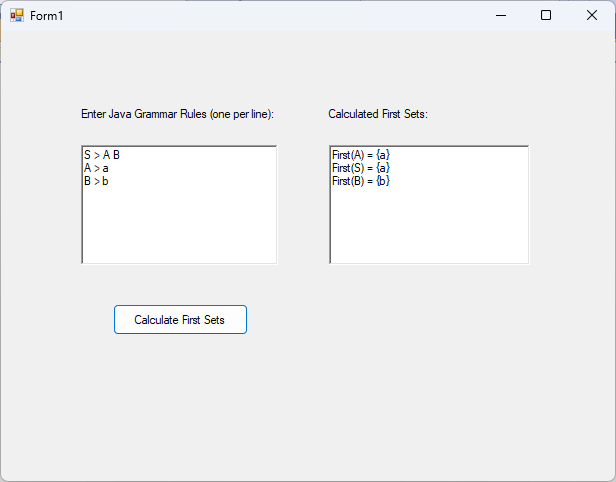 Form1
Enter Java Grammar Rules (one per line):
Calculated First Sets:
S > A B
A > a
B > b
First(A) = {a}
First(S) = {a}
First(B) = {b}
Calculate First Sets